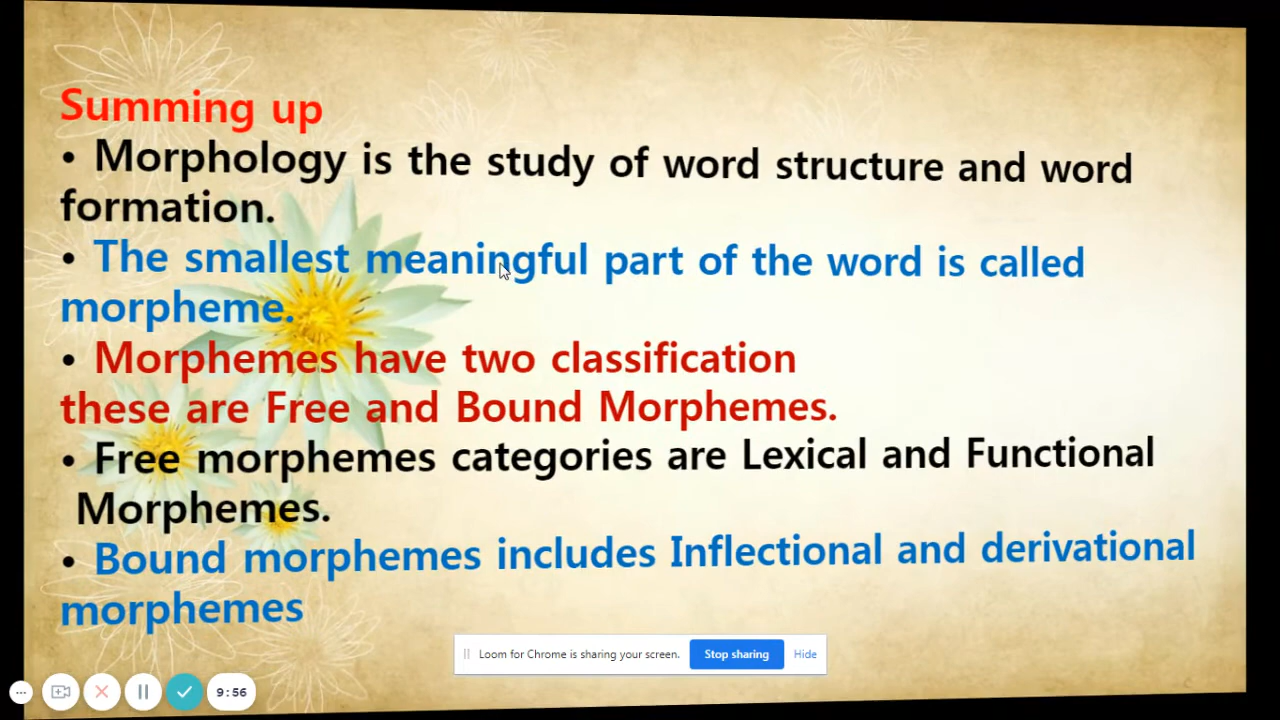 Summing up
• Morphology is the study of word structure and word
formation.
• The smallest meaningful part of the word is called
morpheme.
• Morphemes have two classification
these are Free and Bound Morphemes.
• Free morphemes categories are Lexical and Functional
Morphemes.
• Bound morphemes includes Inflectional and derivational
morphemes
Loom for Chrome is sharing your screen. Stop sharing Hide
9:56